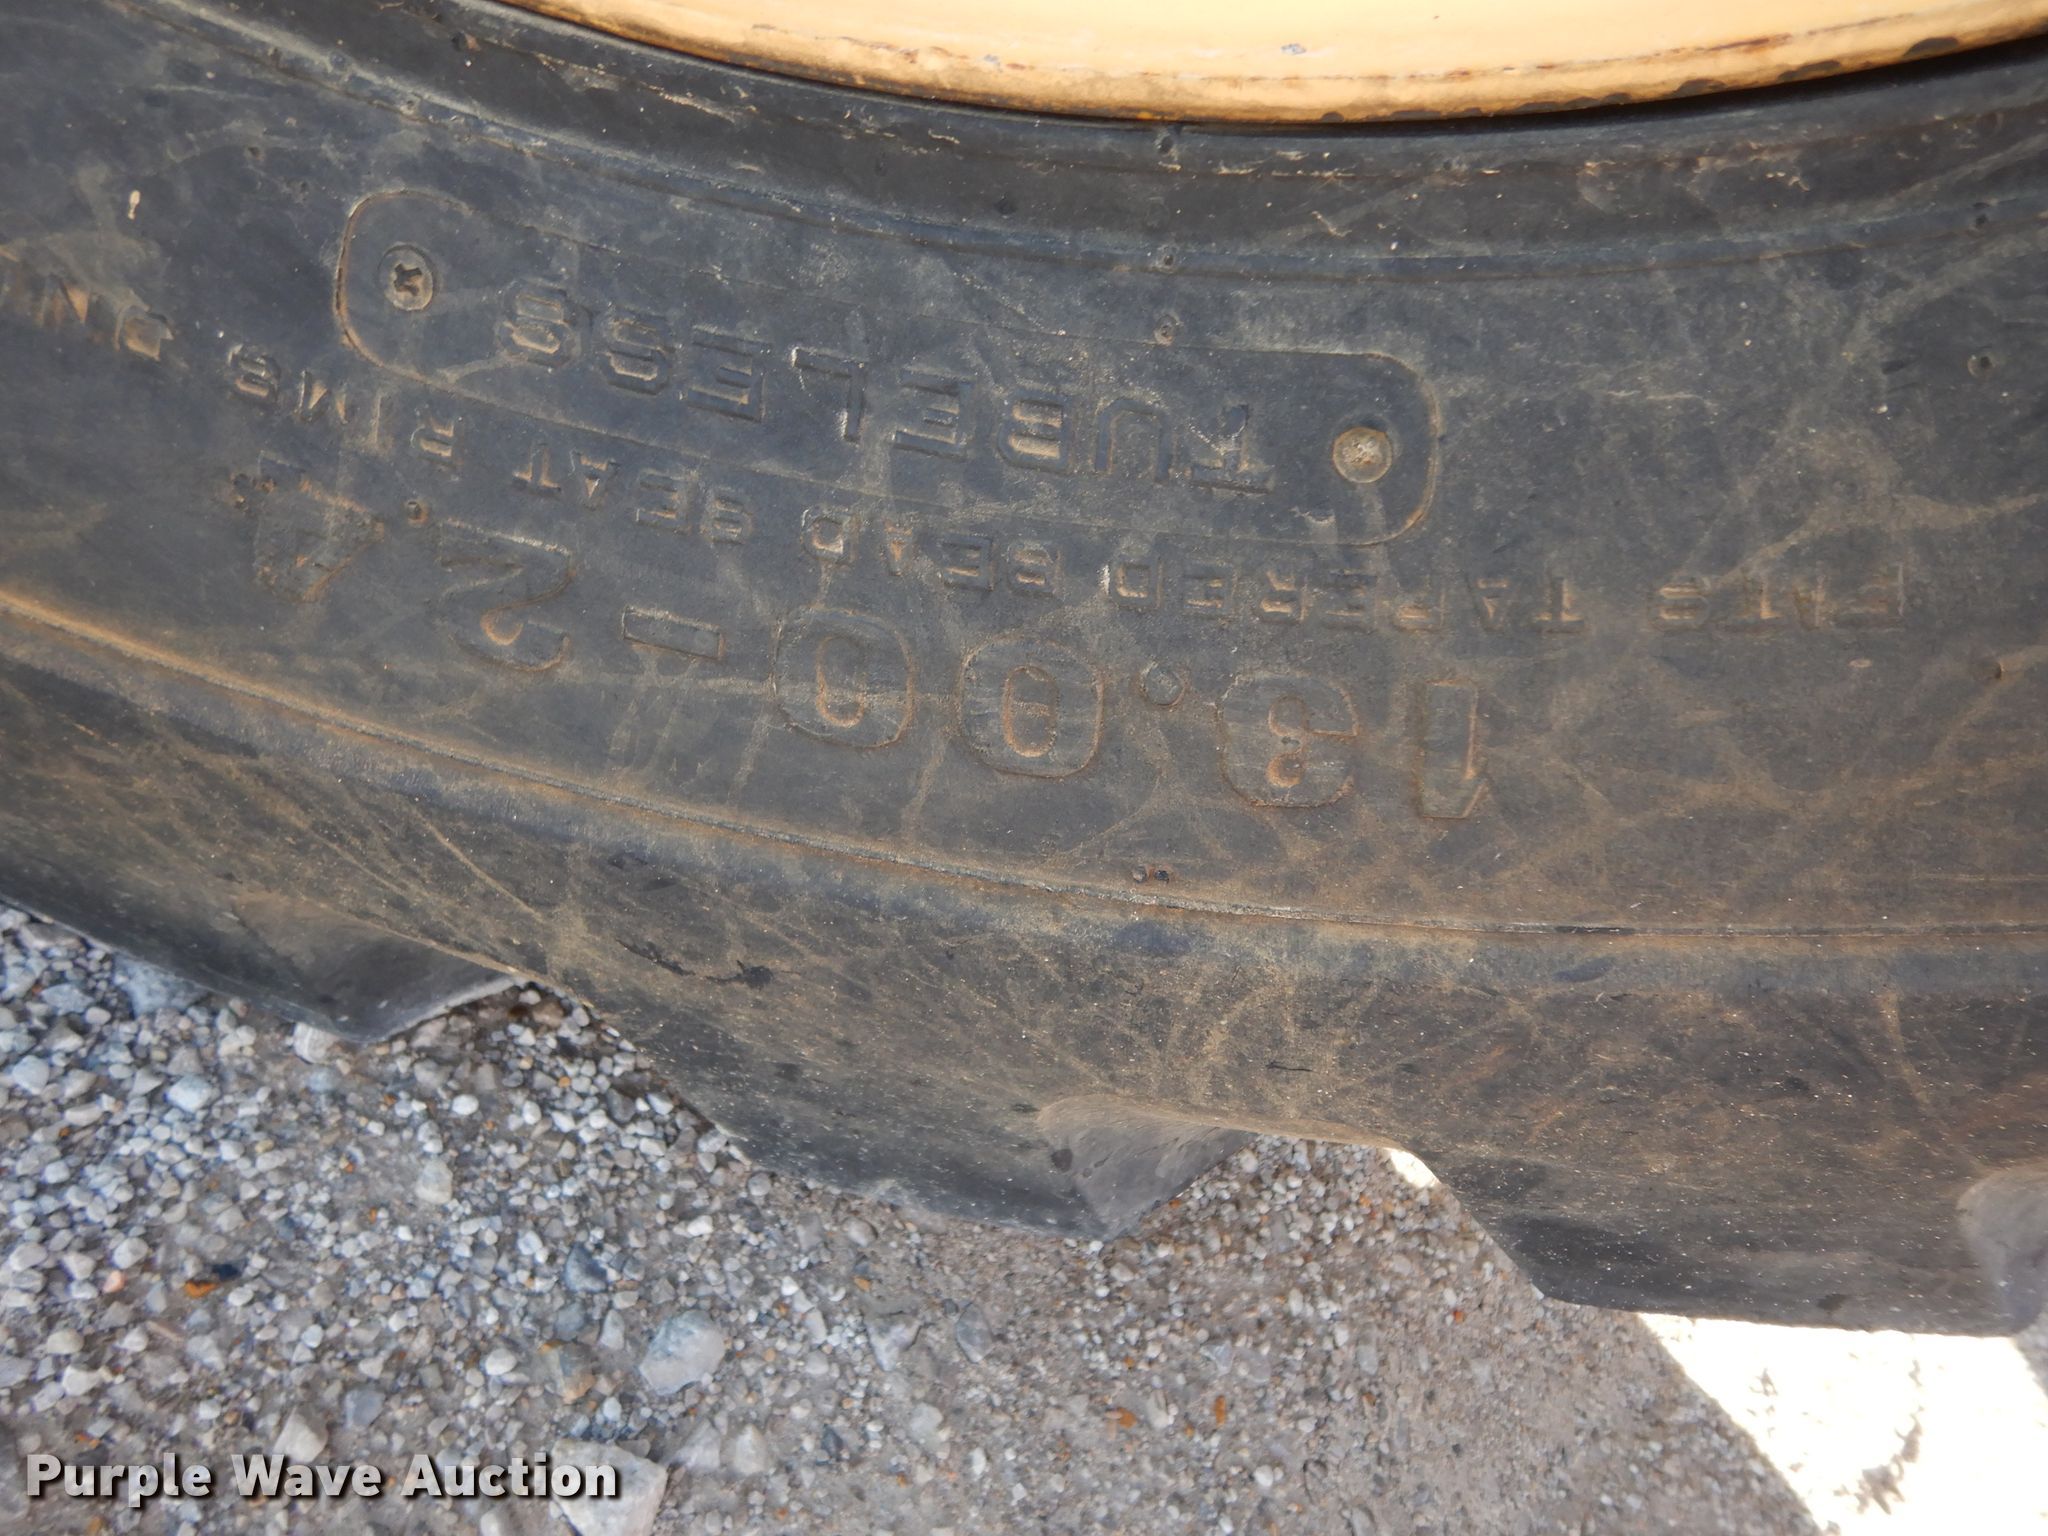 13.00-24
FITS TAPERED BEAD SEAT RIMS
TUBELESS
Purple Wave Auction